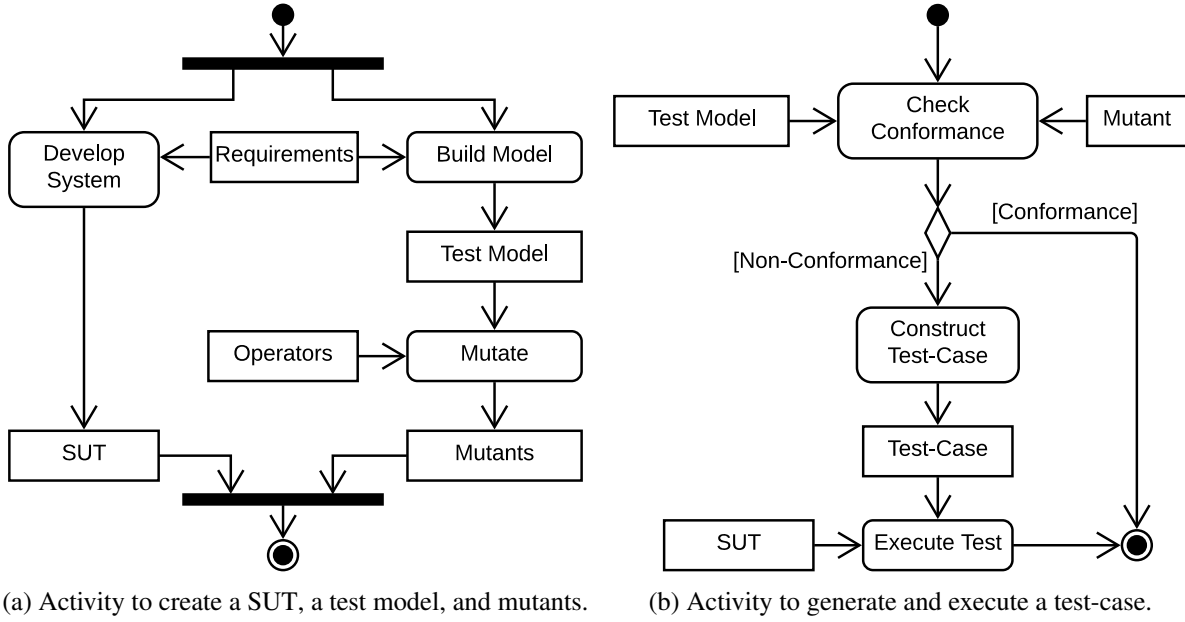 Develop
System
Requirements
Build Model
Test Model
Operators
Mutate
SUT
Mutants
(a) Activity to create a SUT, a test model, and mutants.
Test Model
Check
Conformance
Mutant
[Conformance]
[Non-Conformance]
Construct
Test-Case
Test-Case
SUT
Execute Test
(b) Activity to generate and execute a test-case.